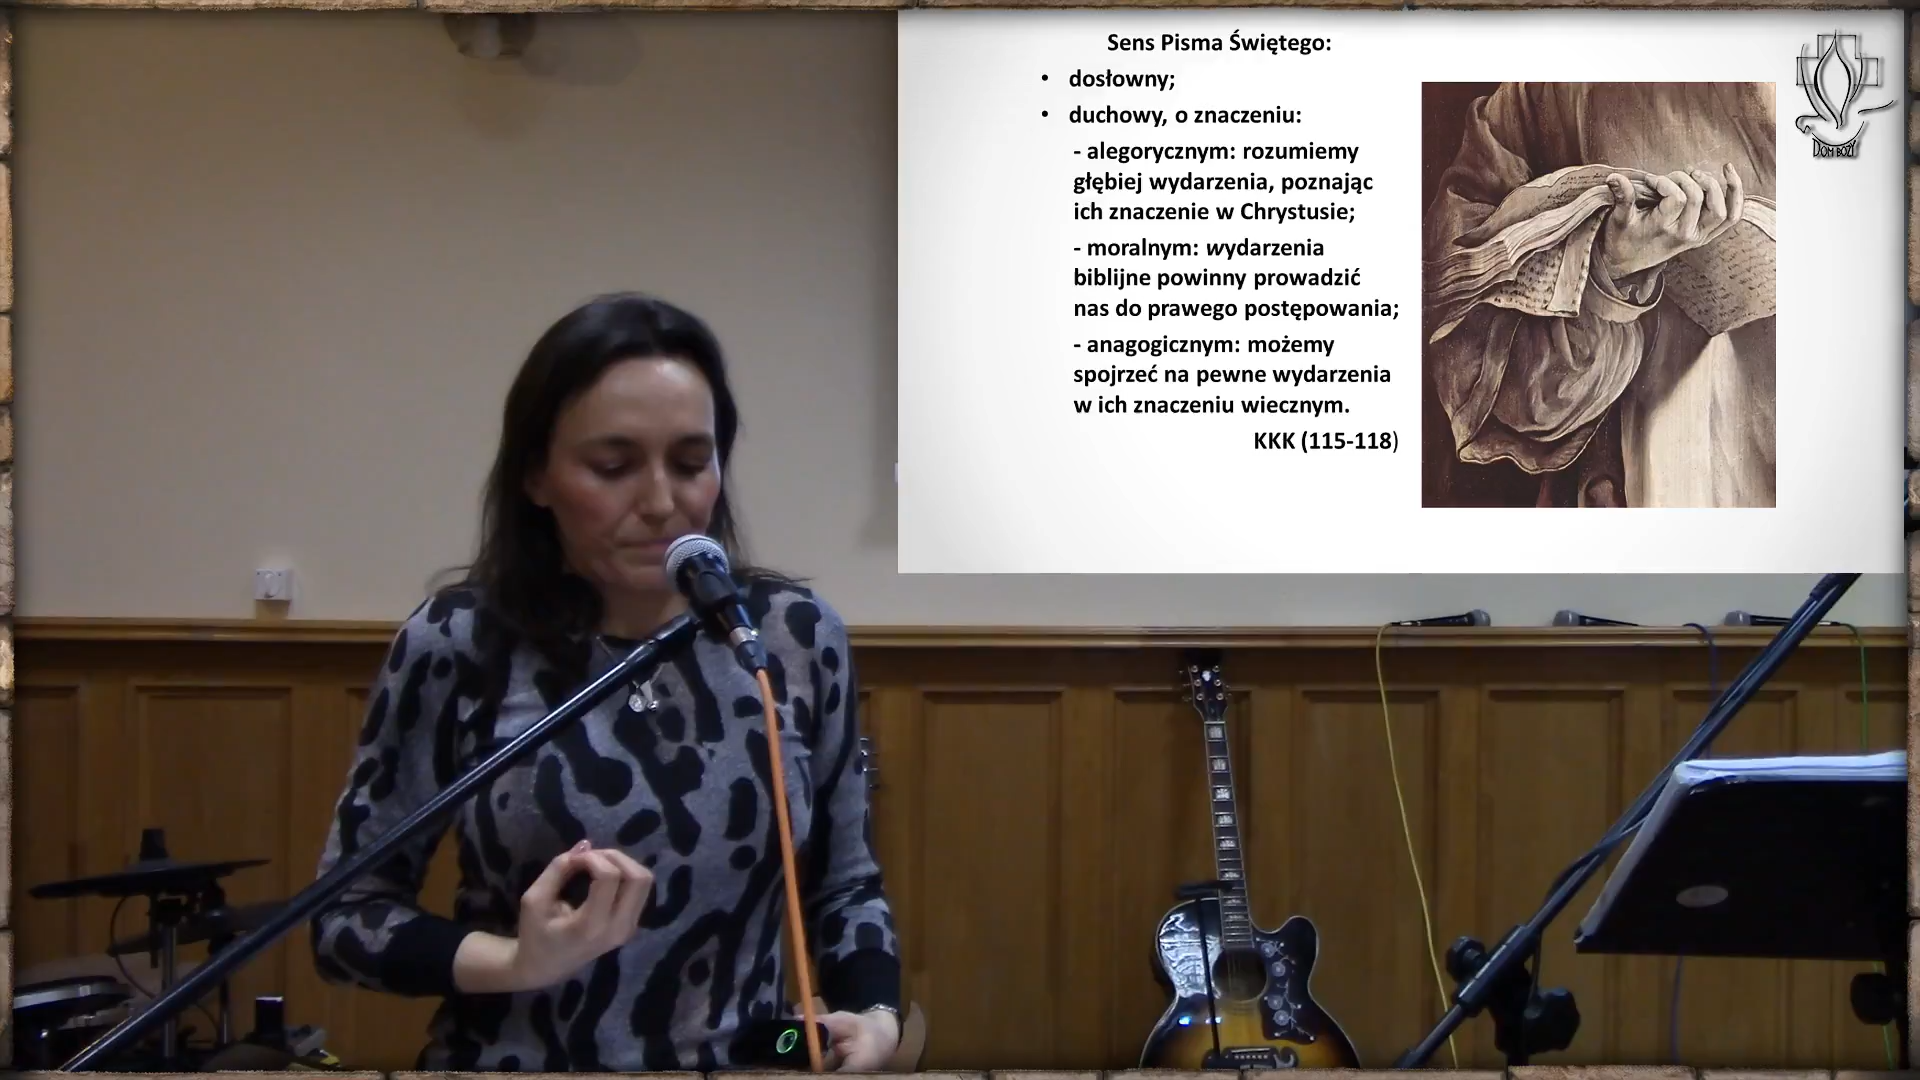 Sens Pisma Świętego:
• dosłowny;
• duchowy, o znaczeniu:
- alegorycznym: rozumiemy
głębiej wydarzenia, poznając
ich znaczenie w Chrystusie;
- moralnym: wydarzenia
biblijne powinny prowadzić
nas do prawego postępowania;
- anagogicznym: możemy
spojrzeć na pewne wydarzenia
w ich znaczeniu wiecznym.
KKK (115-118)
DOM BOŻY